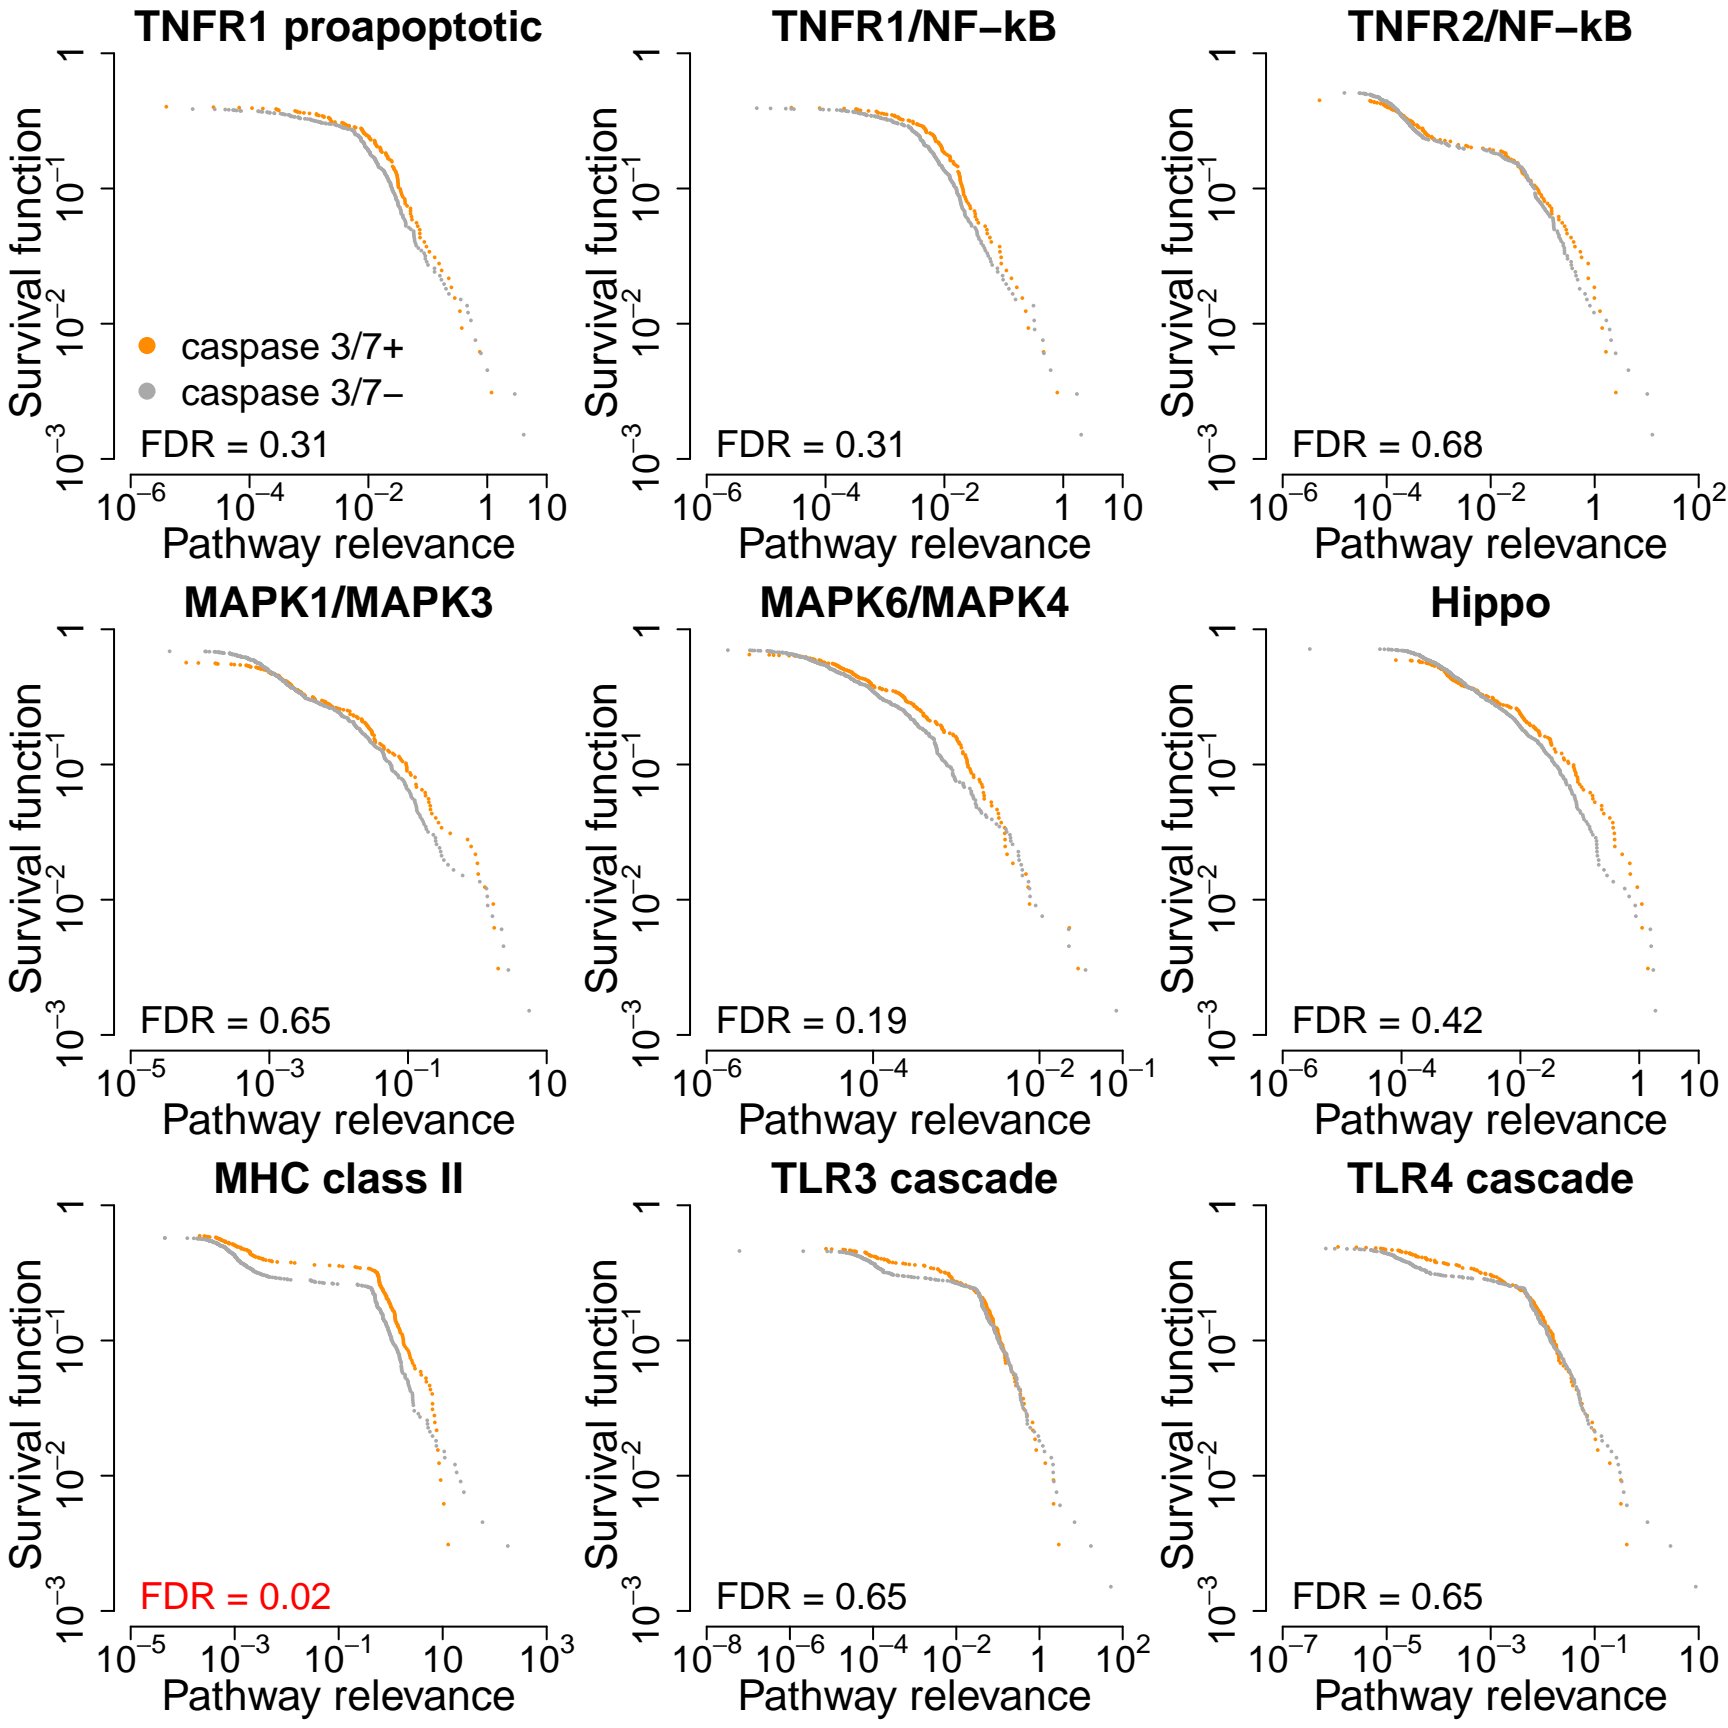 TNFR1 proapoptotic
Survival function
1
10−1
10−2
10−3
caspase 3/7+
caspase 3/7−
FDR = 0.31
10−6 10−4 10−2 1 10
Pathway relevance
TNFR1/NF−kB
Survival function
1
10−1
10−2
10−3
FDR = 0.31
10−6 10−4 10−2 1 10
Pathway relevance
TNFR2/NF−kB
Survival function
1
10−1
10−2
10−3
FDR = 0.68
10−6 10−4 10−2 1 102
Pathway relevance
MAPK1/MAPK3
Survival function
1
10−1
10−2
10−3
FDR = 0.65
10−5 10−3 10−1 10
Pathway relevance
MAPK6/MAPK4
Survival function
1
10−1
10−2
10−3
FDR = 0.19
10−6 10−4 10−2 10−1
Pathway relevance
Hippo
Survival function
1
10−1
10−2
10−3
FDR = 0.42
10−6 10−4 10−2 1 10
Pathway relevance
MHC class II
Survival function
1
10−1
10−2
10−3
FDR = 0.02
10−5 10−3 10−1 10 103
Pathway relevance
TLR3 cascade
Survival function
1
10−1
10−2
10−3
FDR = 0.65
10−8 10−6 10−4 10−2 1 102
Pathway relevance
TLR4 cascade
Survival function
1
10−1
10−2
10−3
FDR = 0.65
10−7 10−5 10−3 10−1 10
Pathway relevance